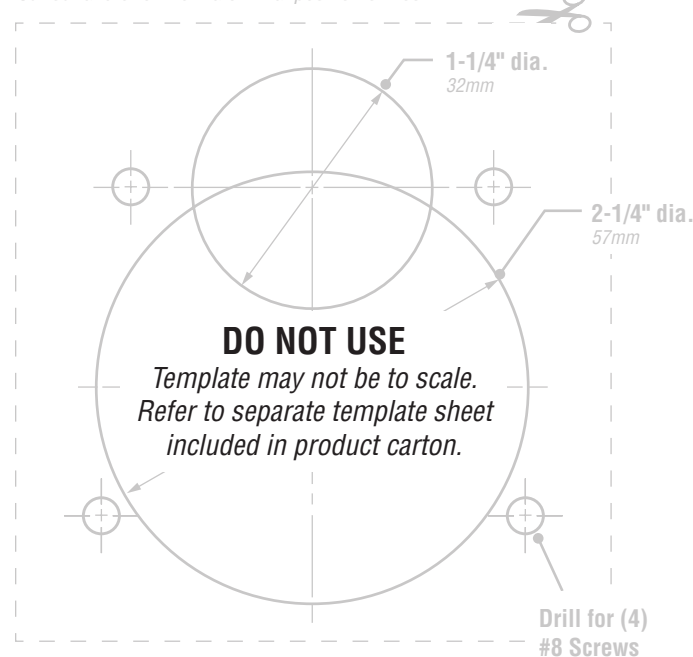 1-1/4" dia.
32mm
2-1/4" dia.
57mm
DO NOT USE
Template may not be to scale.
Refer to separate template sheet
included in product carton.
Drill for (4)
#8 Screws